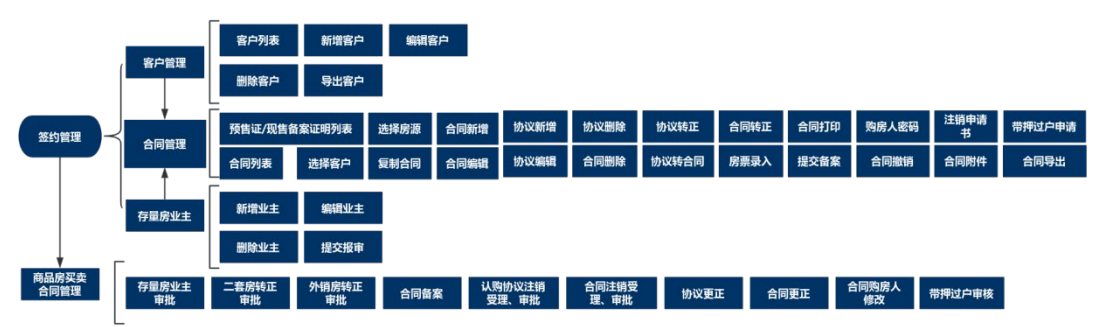 客户列表
新增客户
编辑客户
客户管理
删除客户
导出客户
签约管理
合同管理
预售证/现售备案证明列表
选择房源
合同新增
协议新增
协议删除
协议转正
合同转正
合同打印
购房人密码
注销申请
书
带押过户申请
合同列表
选择客户
复制合同
合同编辑
协议编辑
合同删除
协议转合同
房票录入
提交备案
合同撤销
合同附件
合同导出
存量房业主
新增业主
编辑业主
删除业主
提交报审
商品房买卖
合同管理
存量房业主
审批
二套房转正
审批
外销房转正
审批
合同备案
认购协议注销
受理、审批
合同注销受
理、审批
协议更正
合同更正
合同购房人
修改
带押过户审核